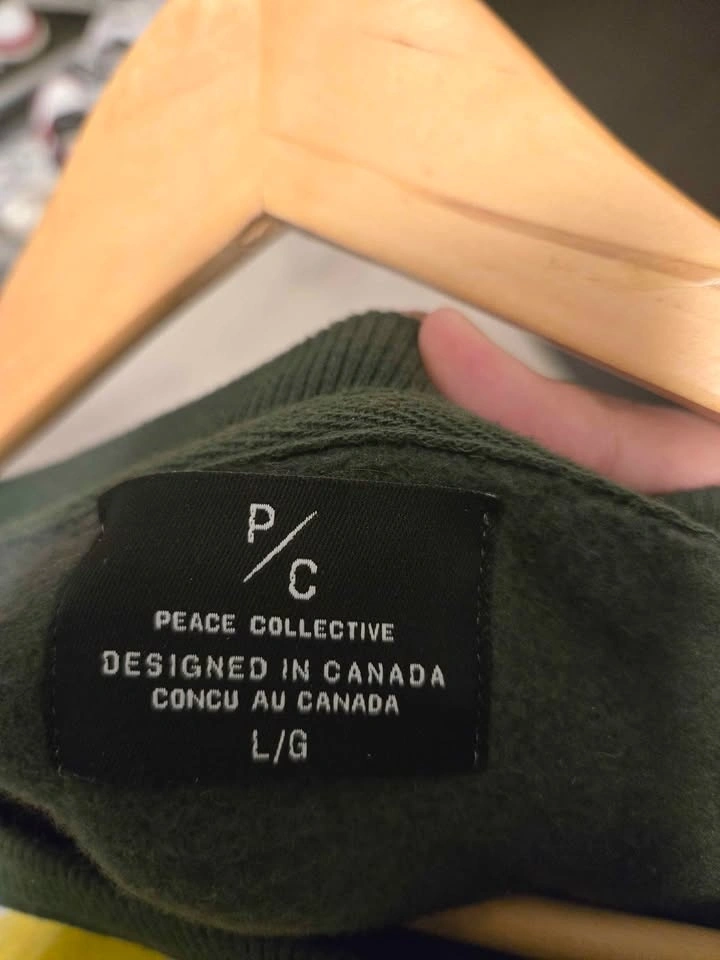 P/C
PEACE COLLECTIVE
DESIGNED IN CANADA
CONCU AU CANADA
L/G